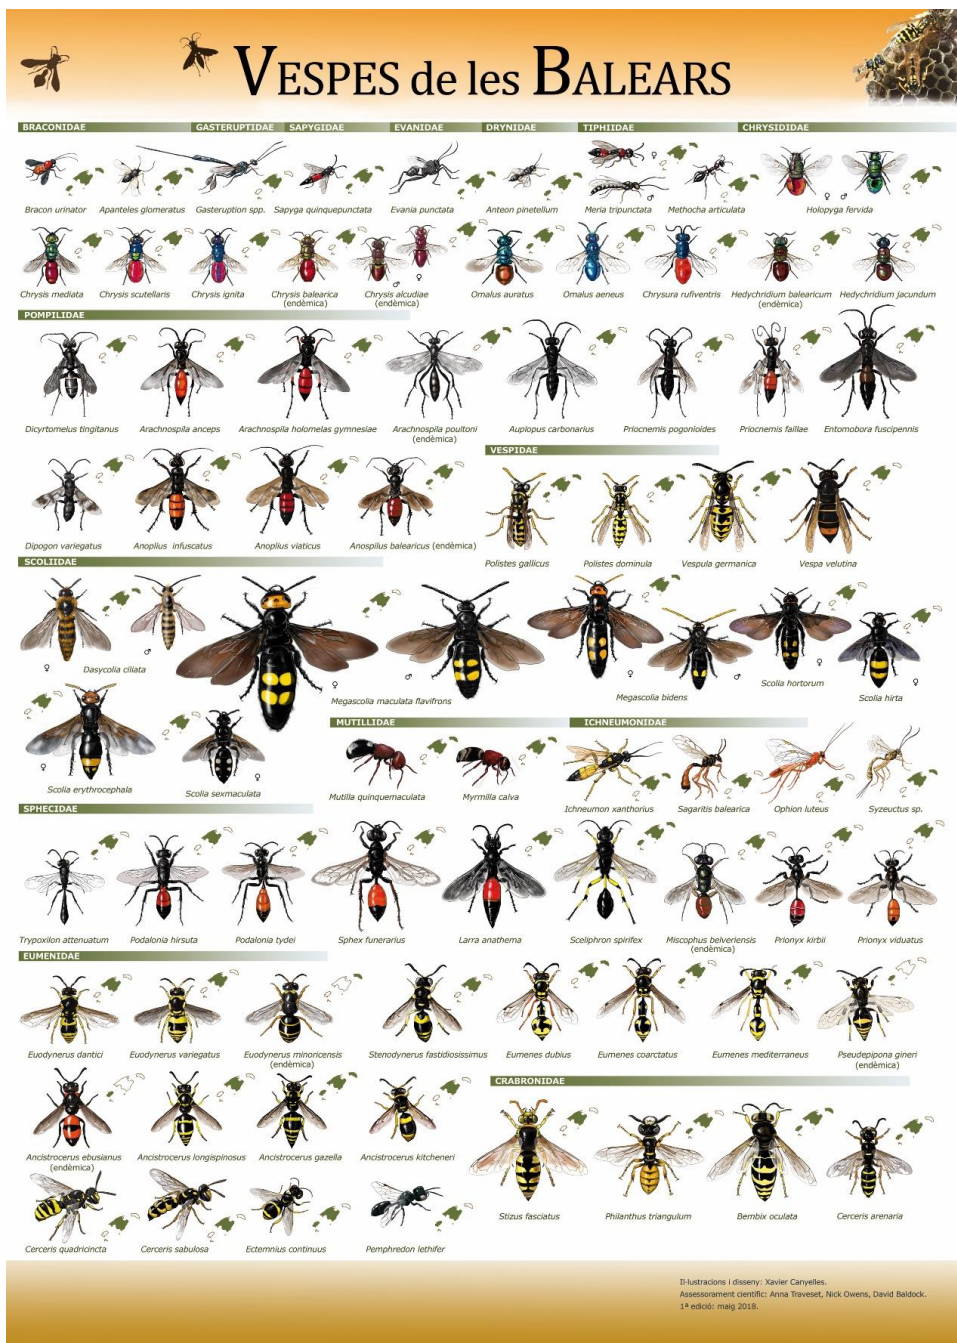 VESPES de les BALEARS
BRACONIDAE GASTERUPTIDAE SAPYGIDAE EVANIDAE DRYNIDAE TIPHIIDAE CHRYSIDIDAE
♀ ♂ ♀ ♂
Bracon urinator Apanteles glomeratus Gasteruption spp. Sapyga quinquepunctata Evania punctata Anteon pinetellum Meria tripunctata Methocha articulata Holopyga fervida
♂ ♀
Chrysis mediata Chrysis scutellaris Chrysis ignita Chrysis balearica Chrysis alcudiae Omalus auratus Omalus aeneus Chrysura rufiventris Hedychridium balearicum Hedychridium jacundum
(endèmica) (endèmica) (endèmica)
POMPILIDAE
Dicyrtomelus tingitanus Arachnospila anceps Arachnospila holomelas gymnesiae Arachnospila poultoni Auplopus carbonarius Priocnemis pogonioides Priocnemis faillae Entomobora fuscipennis
(endèmica)
VESPIDAE
Dipogon variegatus Anoplius infuscatus Anoplius viaticus Anospilus balearicus (endèmica)
Polistes gallicus Polistes dominula Vespula germanica Vespa velutina
SCOLIIDAE
♀ ♂ Dasycolia ciliata
♀ ♂ Megascolia maculata flavifrons
♀ ♂ Megascolia bidens
♀ Scolia hortorum
♀ Scolia hirta
MUTILLIDAE ICHNEUMONIDAE
♀ ♀
Scolia erythrocephala Scolia sexmaculata Mutilla quinquemaculata Myrmilla calva Ichneumon xanthorius Sagaritis balearica Ophion luteus Syzeuctus sp.
SPHECIDAE
Trypoxilon attenuatum Podalonia hirsuta Podalonia tydei Sphex funerarius Larra anathema Sceliphron spirifex Miscophus belveriensis Prionyx kirbii Prionyx viduatus
(endèmica)
EUMENIDAE
Euodynerus dantici Euodynerus variegatus Euodynerus minoricensis Stenodynerus fastidiosissimus Eumenes dubius Eumenes coarctatus Eumenes mediterraneus Pseudepipona gineri
(endèmica) (endèmica)
CRABRONIDAE
Ancistrocerus ebusianus Ancistrocerus longispinosus Ancistrocerus gazella Ancistrocerus kitcheneri
(endèmica)
Stizus fasciatus Philanthus triangulum Bembix oculata Cerceris arenaria
Cerceris quadricincta Cerceris sabulosa Ectemnius continuus Pemphredon lethifer
Il·lustracions i disseny: Xavier Canyelles.
Assessorament científic: Anna Traveset, Nick Owens, David Baldock.
1ª edició: maig 2018.